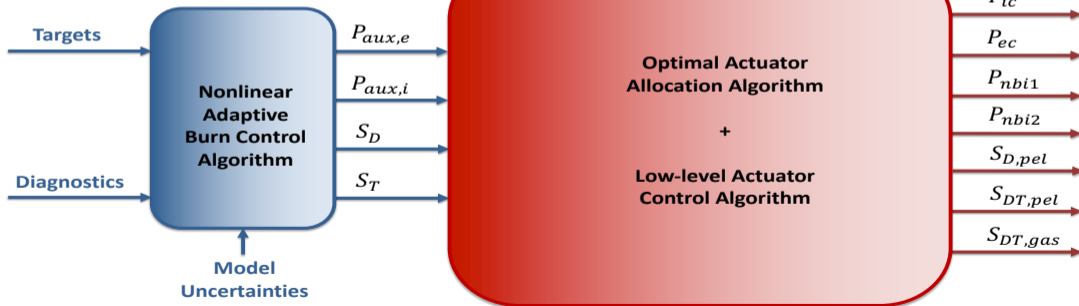 Targets
Diagnostics
Nonlinear
Adaptive
Burn Control
Algorithm
Model
Uncertainties
P_{aux,e}
P_{aux,i}
S_D
S_T
Optimal Actuator
Allocation Algorithm
+
Low-level Actuator
Control Algorithm
P_{ec}
P_{nbi1}
P_{nbi2}
S_{D,pel}
S_{DT,pel}
S_{DT,gas}